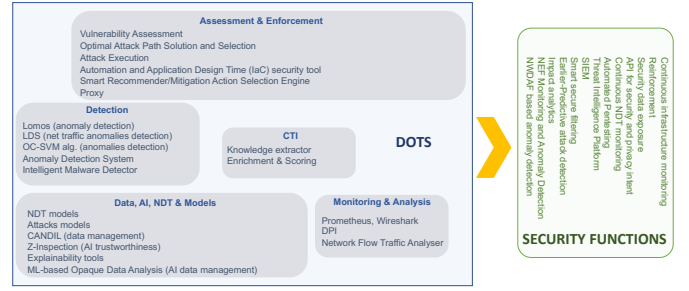 Assessment & Enforcement
Vulnerability Assessment
Optimal Attack Path Solution and Selection
Attack Execution
Automation and Application Design Time (IaC) security tool
Smart Recommender/Mitigation Action Selection Engine
Proxy
Detection
Lomos (anomaly detection)
LDS (net traffic anomalies detection)
OC-SVM alg. (anomalies detection)
Anomaly Detection System
Intelligent Malware Detector
CTI
Knowledge extractor
Enrichment & Scoring
DOTS
Data, AI, NDT & Models
NDT models
Attacks models
CANDIL (data management)
Z-Inspection (AI trustworthiness)
Explainability tools
ML-based Opaque Data Analysis (AI data management)
Monitoring & Analysis
Prometheus, Wireshark
DPI
Network Flow Traffic Analyser
Continuous infrastructure monitoring
Reinforcement
Security data exposure
API for security and privacy intent
Continuous NDT monitoring
Automated Pentesting
Threat Intelligence Platform
SIEM
Smart secure filtering
Earlier-Predictive attack detection
Impact analytics
NEF Monitoring and Anomaly Detection
NWDAF based anomaly detection
SECURITY FUNCTIONS